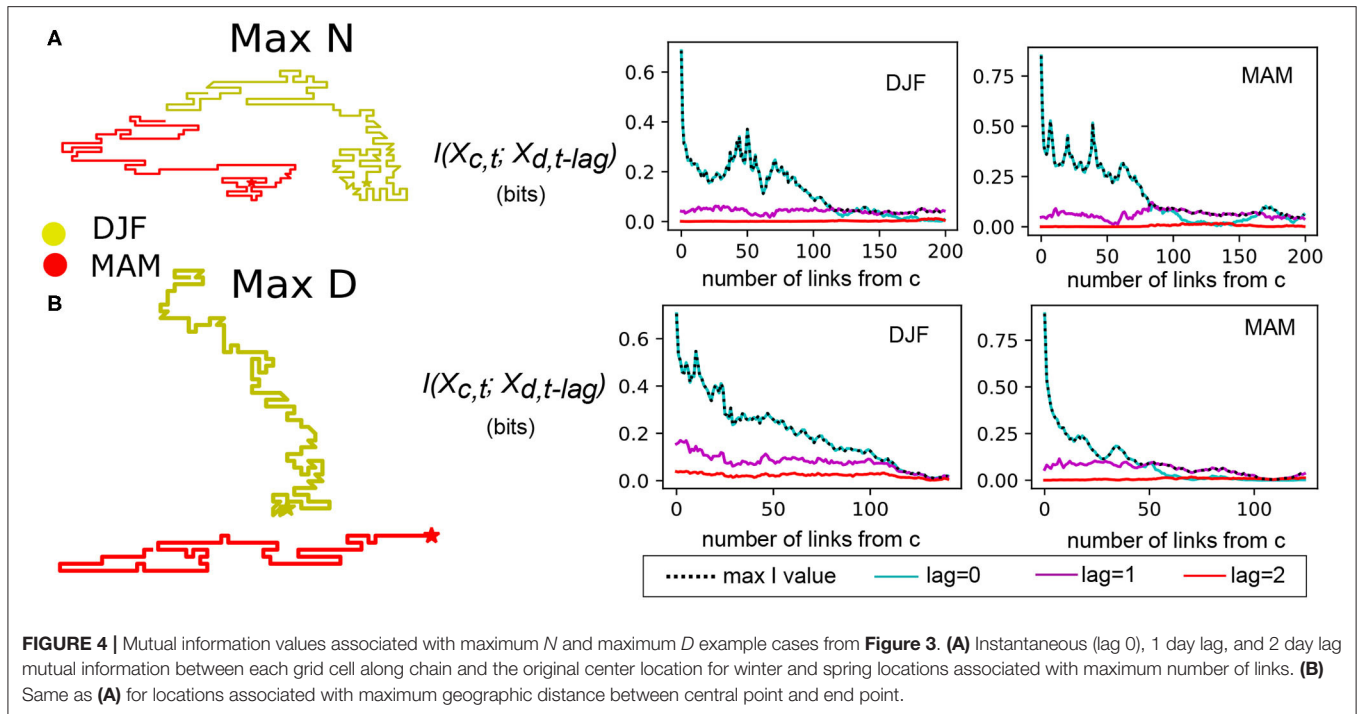 A
Max N
DJF
MAM
B
Max D
I(Xc,t; Xd,t-lag)
(bits)
0.6
0.4
0.2
0.0
DJF
0 50 100 150 200
number of links from c
0.75
0.50
0.25
0.00
MAM
0 50 100 150 200
number of links from c
I(Xc,t; Xd,t-lag)
(bits)
0.6
0.4
0.2
0.0
DJF
0 50 100
number of links from c
0.75
0.50
0.25
0.00
MAM
0 50 100
number of links from c
max I value lag=0 lag=1 lag=2
FIGURE 4 | Mutual information values associated with maximum N and maximum D example cases from Figure 3. (A) Instantaneous (lag 0), 1 day lag, and 2 day lag
mutual information between each grid cell along chain and the original center location for winter and spring locations associated with maximum number of links. (B)
Same as (A) for locations associated with maximum geographic distance between central point and end point.